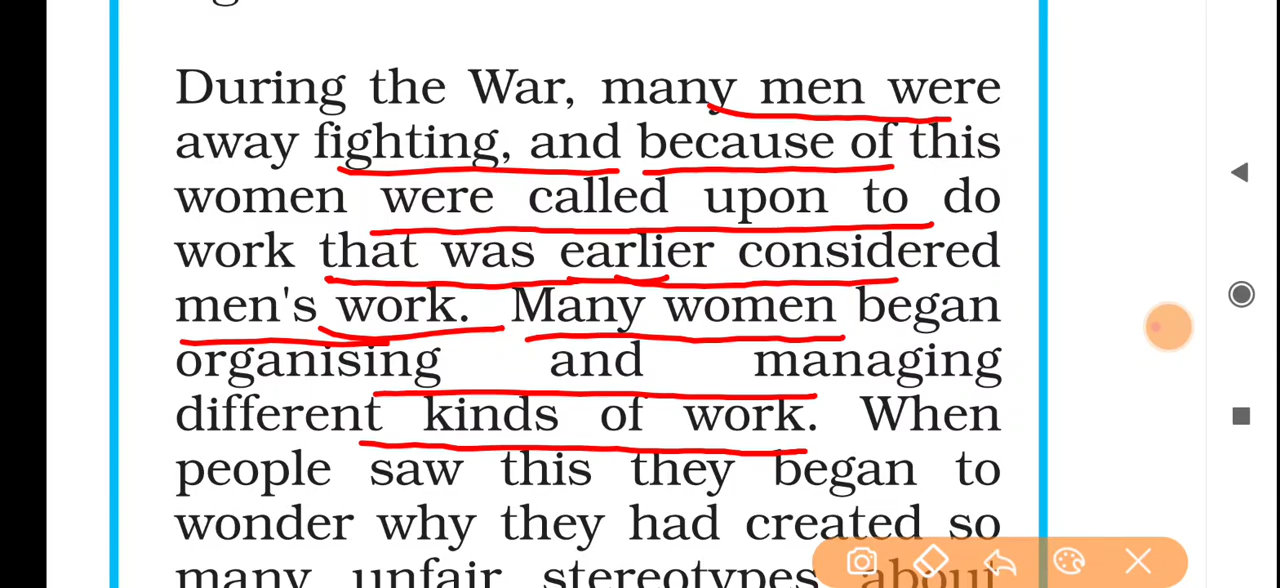 During the War, many men were
away fighting, and because of this
women were called upon to do
work that was earlier considered
men's work. Many women began
organising and managing
different kinds of work. When
people saw this they began to
wonder why they had created so
many unfair stereotypes about